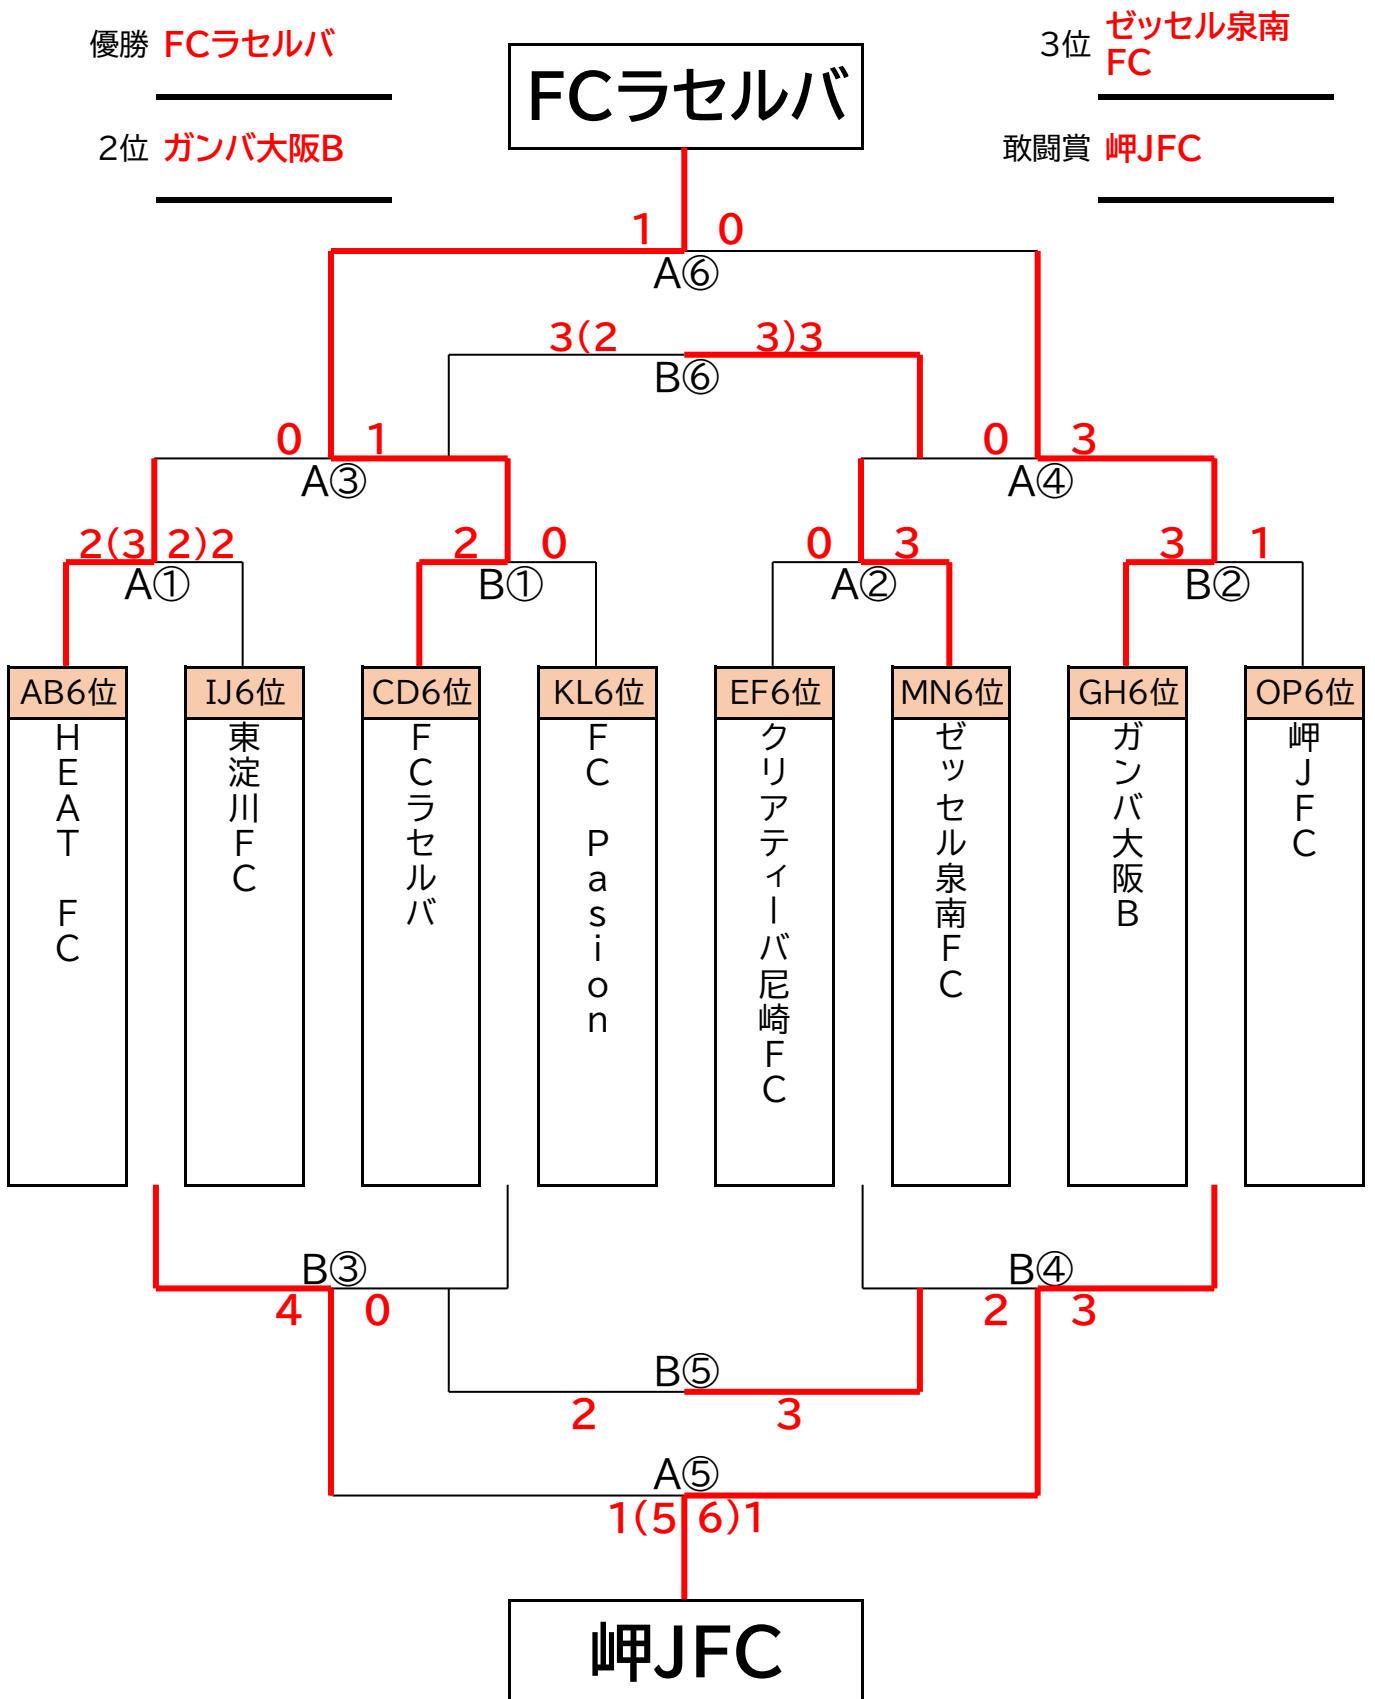 優勝 FCラセルバ
3位 ゼッセル泉南
FC
FCラセルバ
2位 ガンバ大阪B
敢闘賞 岬JFC
1 0
A⑥
3(2 3)3
B⑥
0 1 0 3
A③ A④
2(3 2)2 2 0 0 3 3 1
A① B① A② B②
AB6位 IJ6位 CD6位 KL6位 EF6位 MN6位 GH6位 OP6位
HEAT FC
東淀川FC
FCラセルバ
FC Pasion
クリアティーバ尼崎FC
ゼッセル泉南FC
ガンバ大阪B
岬JFC
B③ B④
4 0 2 3
B⑤
2 3
A⑤
1(5 6)1
岬JFC